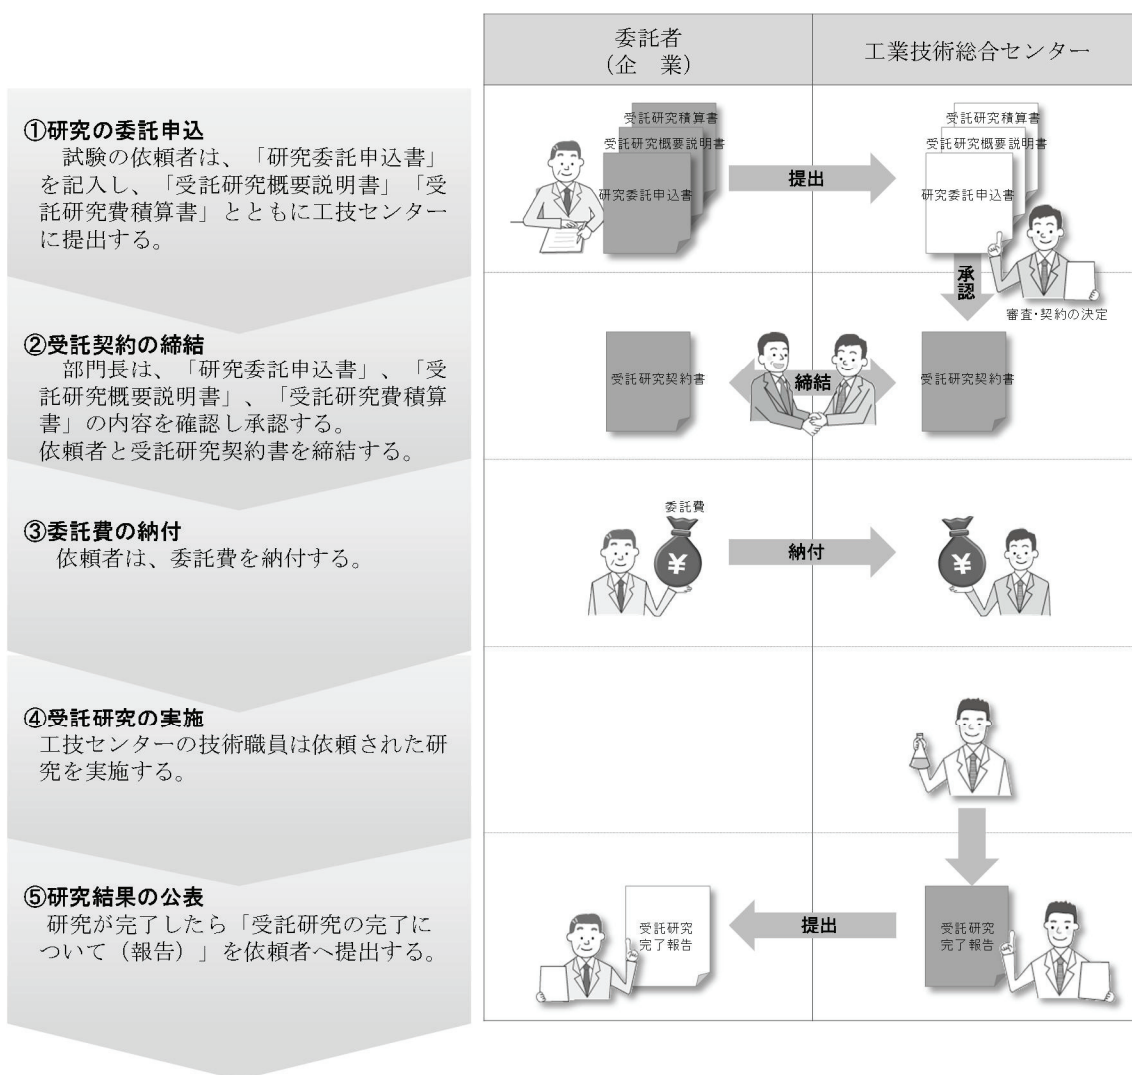 委託者
（企　業）
工業技術総合センター
①研究の委託申込
試験の依頼者は、「研究委託申込書」
を記入し、「受託研究概要説明書」「受
託研究費積算書」とともに工技センター
に提出する。
受託研究積算書
受託研究概要説明書
研究委託申込書
提出
受託研究積算書
受託研究概要説明書
研究委託申込書
承認
審査・契約の決定
②受託契約の締結
部門長は、「研究委託申込書」、「受
託研究概要説明書」、「受託研究費積算
書」の内容を確認し承認する。
依頼者と受託研究契約書を締結する。
受託研究契約書
締結
受託研究契約書
③委託費の納付
依頼者は、委託費を納付する。
委託費
¥
納付
¥
④受託研究の実施
工技センターの技術職員は依頼された研
究を実施する。
⑤研究結果の公表
研究が完了したら「受託研究の完了に
ついて（報告）」を依頼者へ提出する。
受託研究
完了報告
提出
受託研究
完了報告